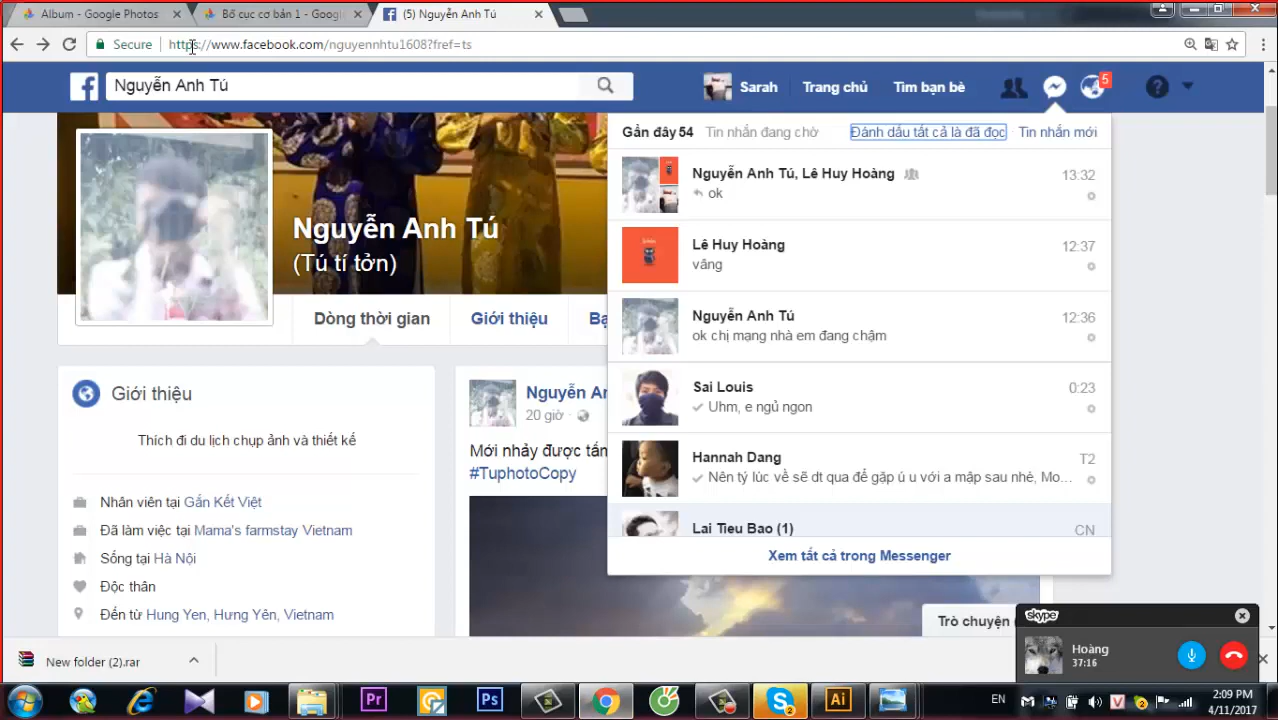 Album - Google Photos
Bố cục cơ bản 1 - Goog
(5) Nguyễn Anh Tú
Secure
https://www.facebook.com/nguyennhtu1608?fref=ts
Nguyễn Anh Tú
Sarah
Trang chủ
Tìm bạn bè
5
?
Gần đây 54
Tin nhắn đang chờ
Đánh dấu tất cả là đã đọc
Tin nhắn mới
Nguyễn Anh Tú, Lê Huy Hoàng
13:32
ok
Lê Huy Hoàng
12:37
vâng
Nguyễn Anh Tú
12:36
ok chị mạng nhà em đang chậm
Sai Louis
0:23
Uhm, e ngủ ngon
Hannah Dang
T2
Nên tý lúc về sẽ dt qua để gặp ú u với a mập sau nhé, Mo...
Lai Tieu Bao (1)
CN
Xem tất cả trong Messenger
Nguyễn Anh Tú
(Tú tí tởn)
Dòng thời gian
Giới thiệu
Bạ
Giới thiệu
Thích đi du lịch chụp ảnh và thiết kế
Nhân viên tại Gắn Kết Việt
Đã làm việc tại Mama's farmstay Vietnam
Sống tại Hà Nội
Độc thân
Đến từ Hung Yen, Hưng Yên, Vietnam
Nguyễn Ar
20 giờ
Mới nhảy được tấn
#TuphotoCopy
Trò chuyện
skype
Hoàng
37:16
New folder (2).rar
Pr
Ps
Ai
EN
2:09 PM
4/11/2017